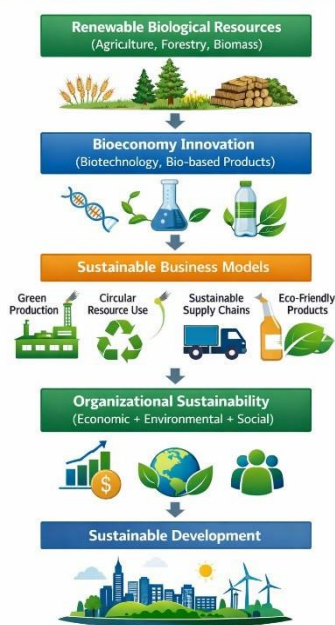 Renewable Biological Resources
(Agriculture, Forestry, Biomass)
Bioeconomy Innovation
(Biotechnology, Bio-based Products)
Sustainable Business Models
Green
Production
Circular
Resource Use
Sustainable
Supply Chains
Eco-Friendly
Products
Organizational Sustainability
(Economic + Environmental + Social)
$
Sustainable Development